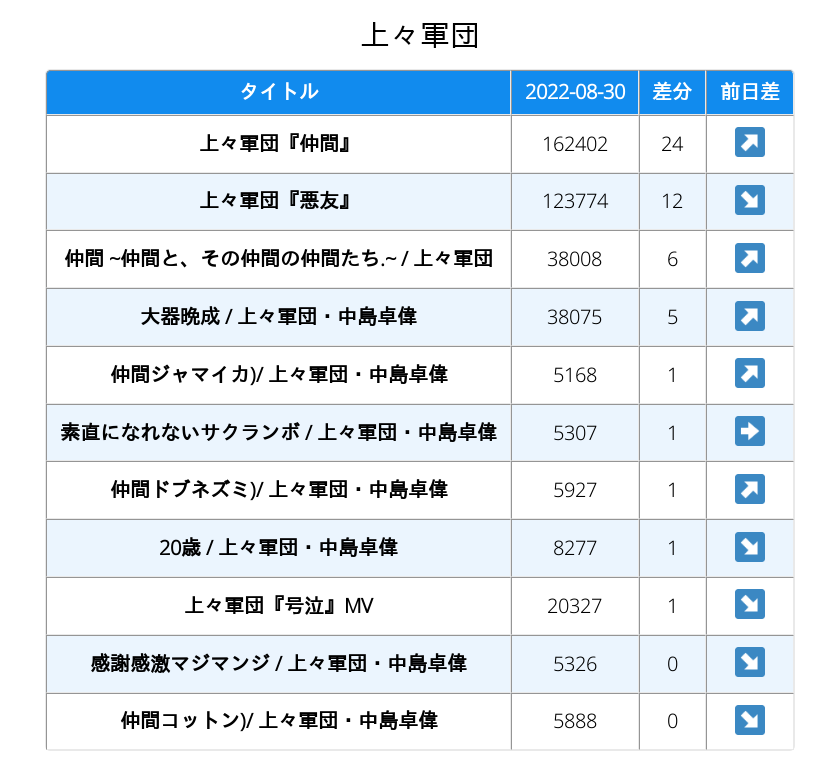 上々軍団
タイトル 2022-08-30 差分 前日差
上々軍団『仲間』 162402 24
上々軍団『悪友』 123774 12
仲間 ~仲間と、その仲間の仲間たち.~ / 上々軍団 38008 6
大器晩成 / 上々軍団・中島卓偉 38075 5
仲間ジャマイカ)/ 上々軍団・中島卓偉 5168 1
素直になれないサクランボ / 上々軍団・中島卓偉 5307 1
仲間ドブネズミ)/ 上々軍団・中島卓偉 5927 1
20歳 / 上々軍団・中島卓偉 8277 1
上々軍団『号泣』MV 20327 1
感謝感激マジマンジ / 上々軍団・中島卓偉 5326 0
仲間コットン)/ 上々軍団・中島卓偉 5888 0